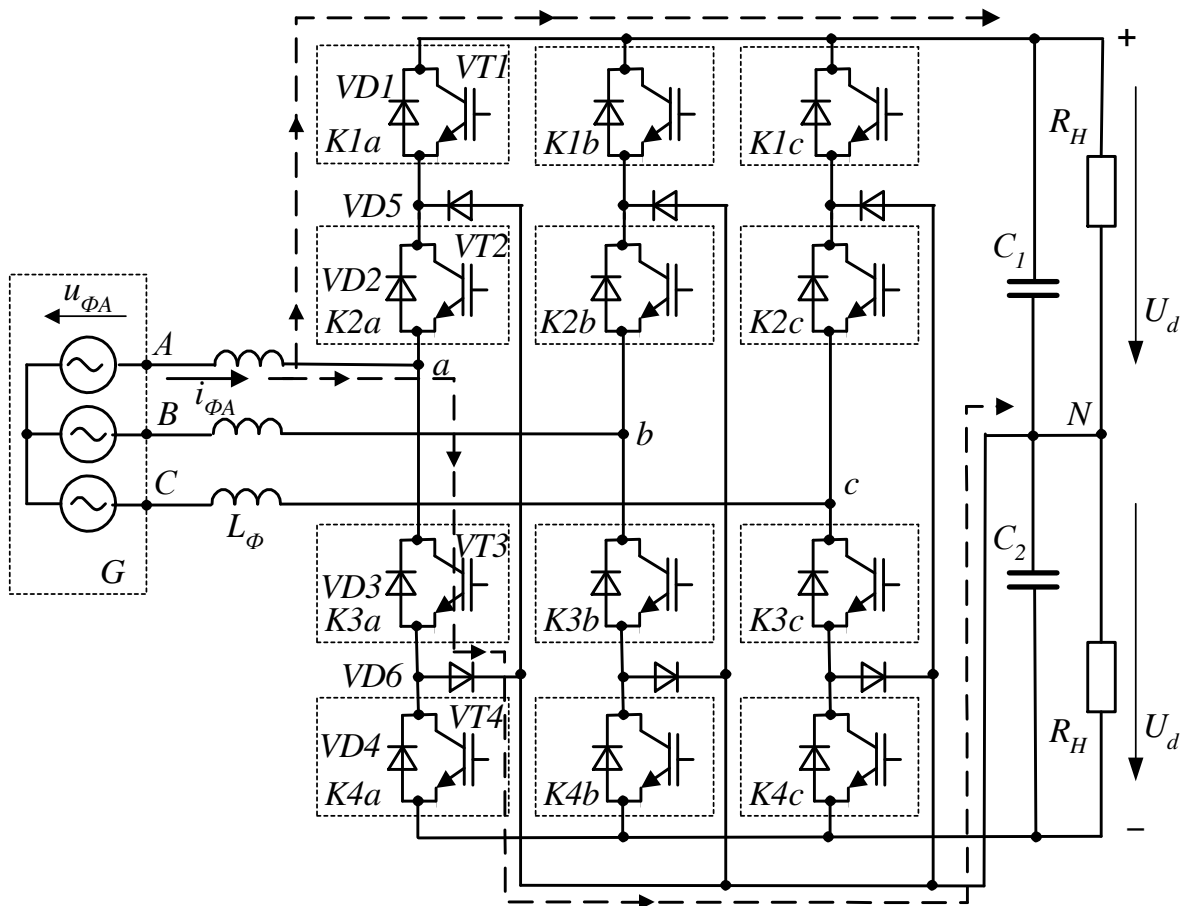 +
VD1 VT1
K1a K1b K1c
R_H
VD5
VD2 VT2
K2a K2b K2c
C_1
U_d
u_ΦA
A
a
i_ΦA
B
b
N
C
c
L_Φ
G
VD3 VT3
K3a K3b K3c
C_2
VD6
VD4 VT4
K4a K4b K4c
R_H
U_d
−